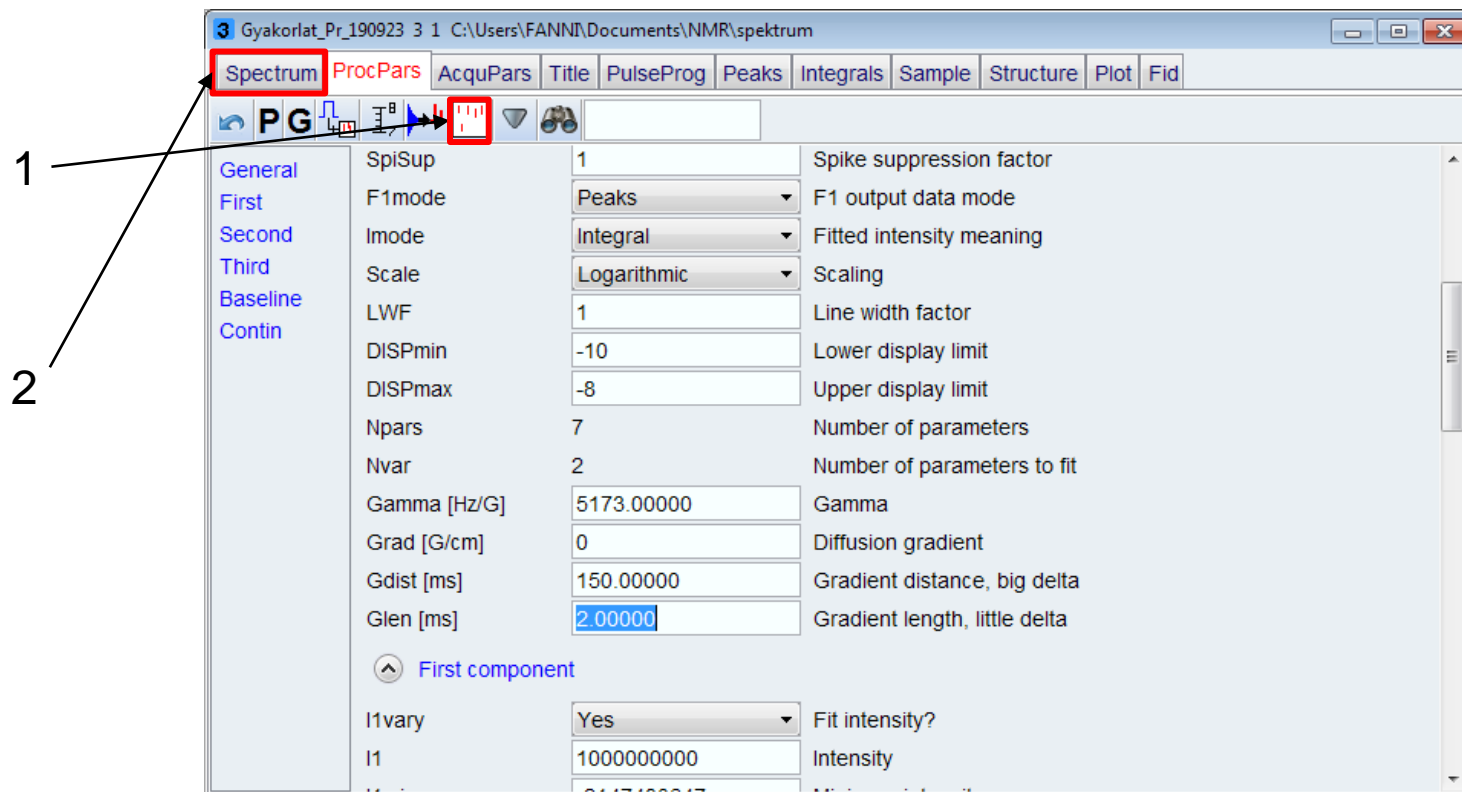 3 Gyakorlat_Pr_190923 3 1 C:\Users\FANNI\Documents\NMR\spektrum
Spectrum ProcPars AcquPars Title PulseProg Peaks Integrals Sample Structure Plot Fid
P G
1
2
General
First
Second
Third
Baseline
Contin
SpiSup 1 Spike suppression factor
F1mode Peaks F1 output data mode
Imode Integral Fitted intensity meaning
Scale Logarithmic Scaling
LWF 1 Line width factor
DISPmin -10 Lower display limit
DISPmax -8 Upper display limit
Npars 7 Number of parameters
Nvar 2 Number of parameters to fit
Gamma [Hz/G] 5173.00000 Gamma
Grad [G/cm] 0 Diffusion gradient
Gdist [ms] 150.00000 Gradient distance, big delta
Glen [ms] 2.00000 Gradient length, little delta
First component
I1vary Yes Fit intensity?
I1 1000000000 Intensity